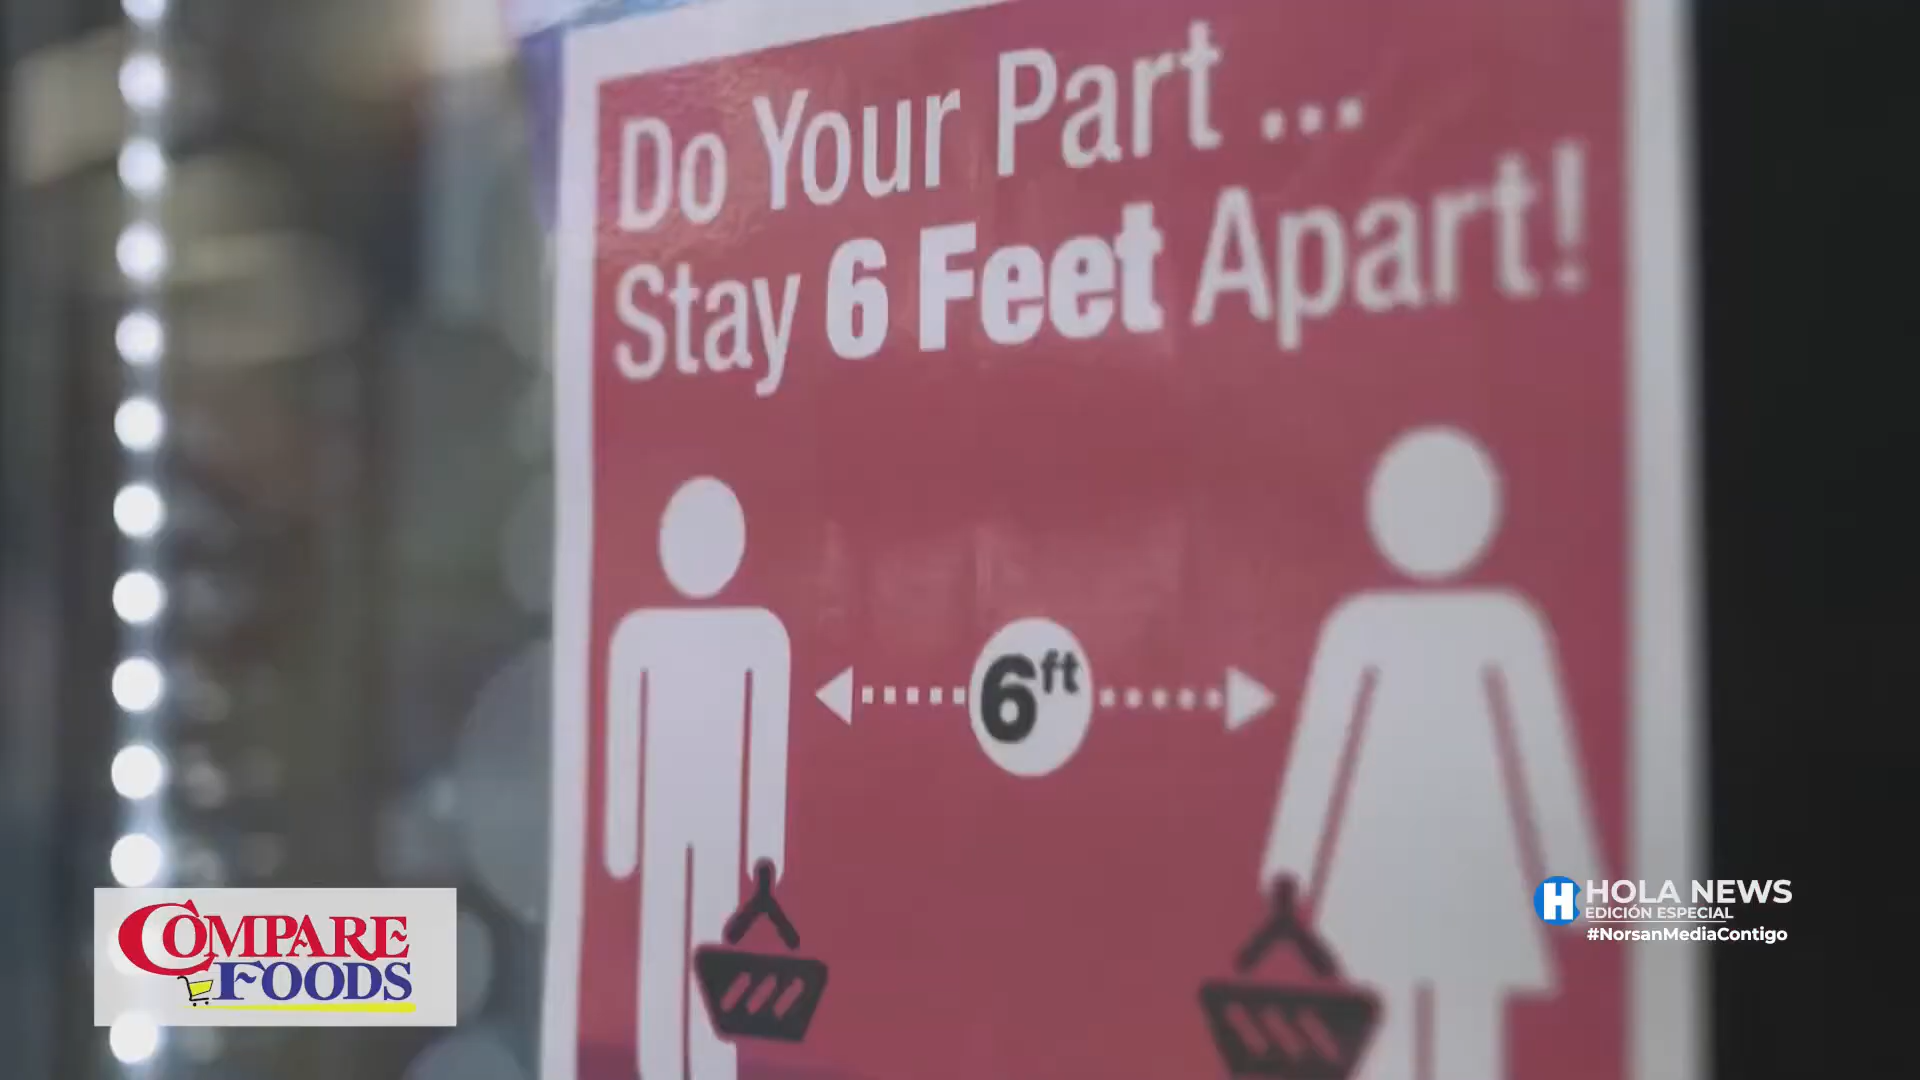 Do Your Part ...
Stay 6 Feet Apart!
6ft
COMPARE
FOODS
H HOLA NEWS
EDICIÓN ESPECIAL
#NorsanMediaContigo